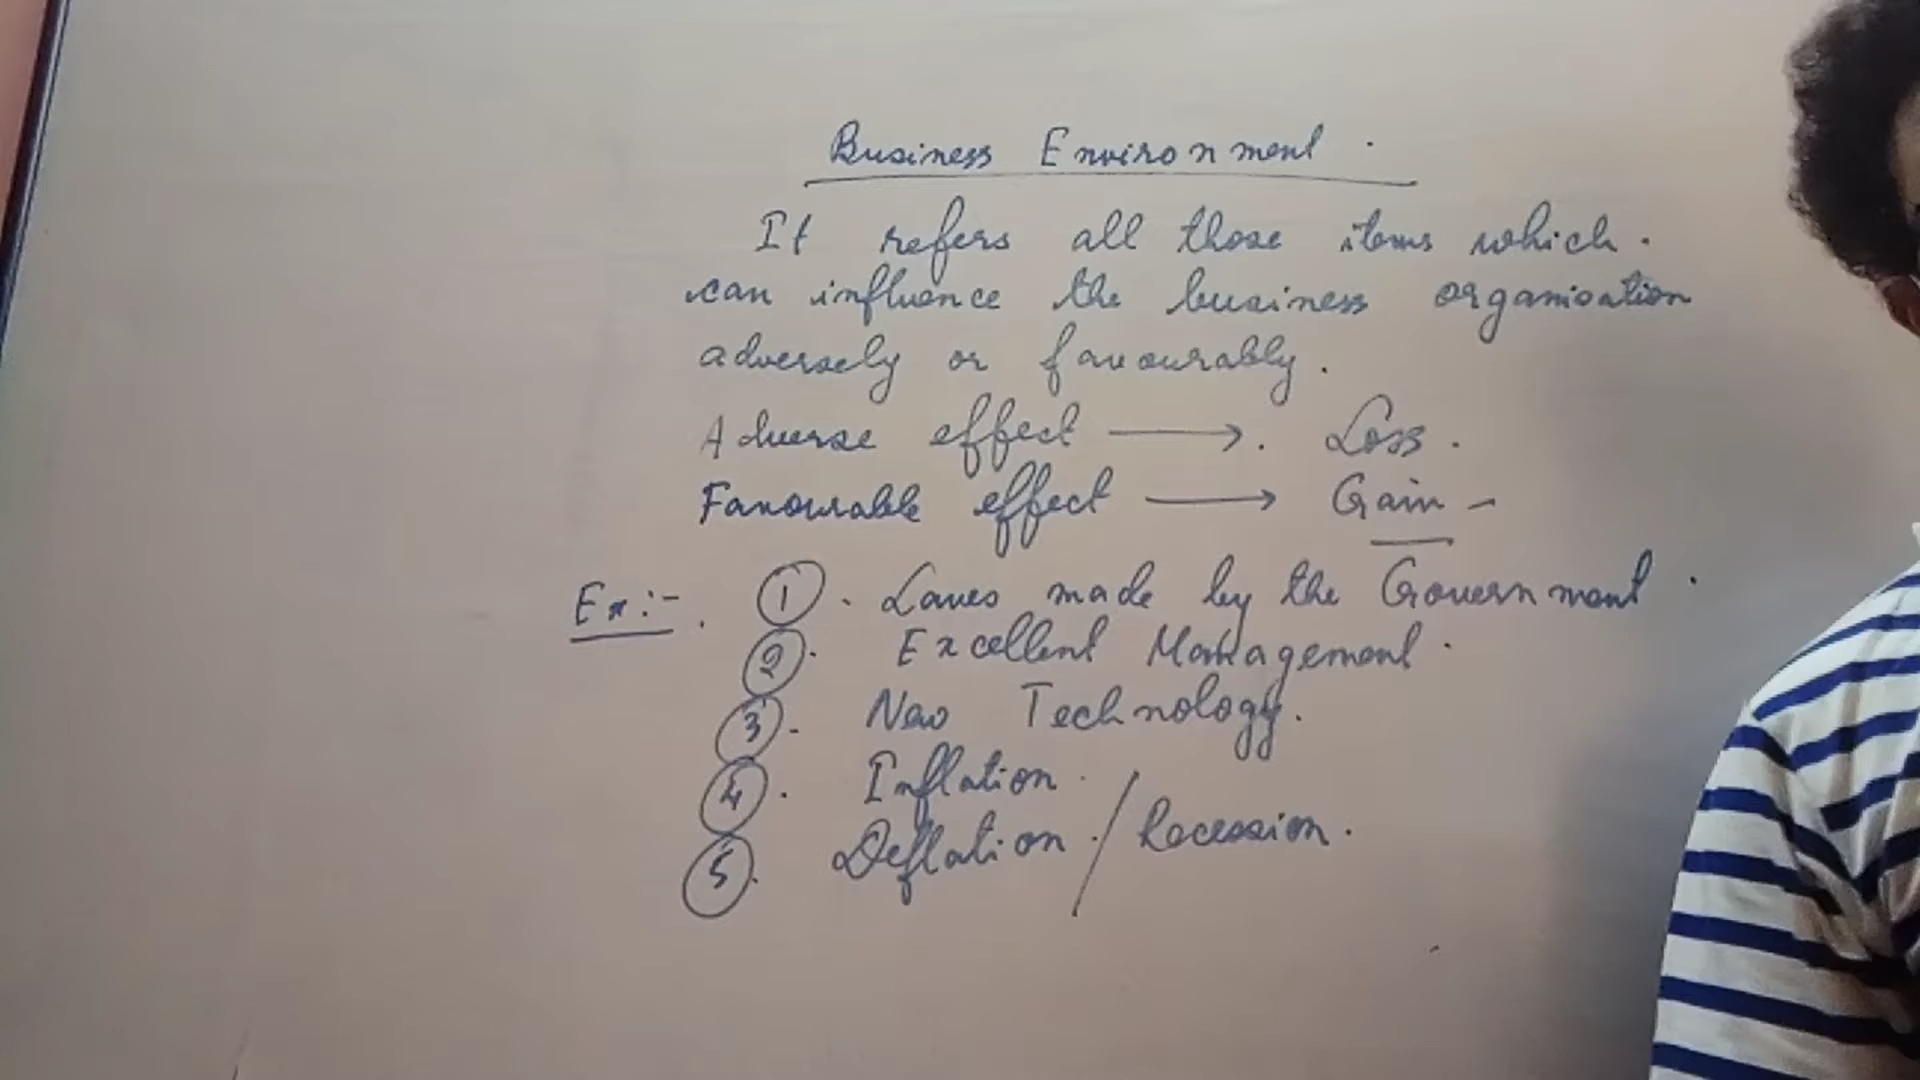 Business Environment.
It refers all those items which.
can influence the business organisation
adversely or favourably.
Adverse effect → . Loss.
Favourable effect → Gain -
Ex:- . ① . Laws made by the Government.
② . Excellent Management.
③ . New Technology.
④ . Inflation.
⑤ . Deflation. / Recession.